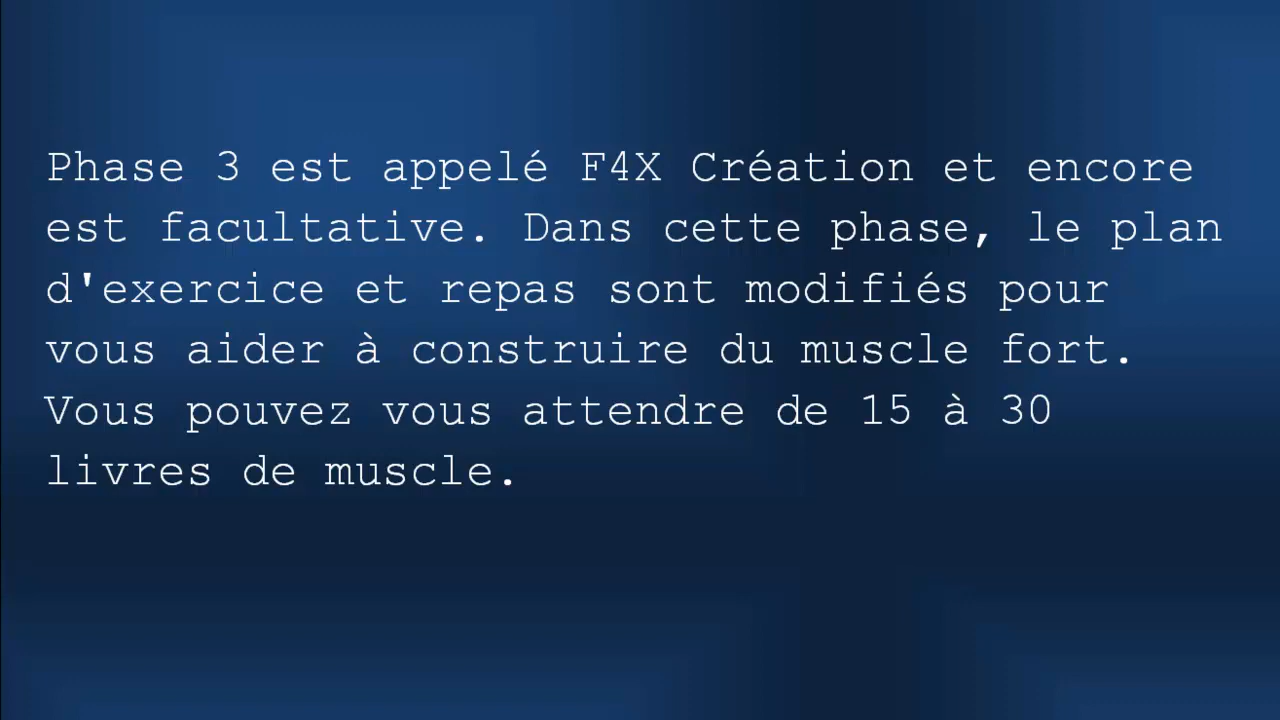 Phase 3 est appelé F4X Création et encore
est facultative. Dans cette phase, le plan
d'exercice et repas sont modifiés pour
vous aider à construire du muscle fort.
Vous pouvez vous attendre de 15 à 30
livres de muscle.